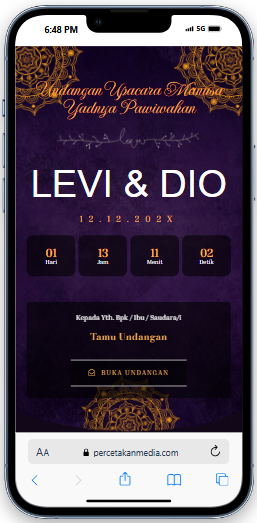 6:48 PM
5G
Undangan Upacara Manusa
Yadnya Pawiwahan
love
LEVI & DIO
12.12.202X
01 13 11 02
Hari Jam Menit Detik
Kepada Yth. Bpk / Ibu / Saudara/I
Tamu Undangan
BUKA UNDANGAN
AA percetakanmedia.com